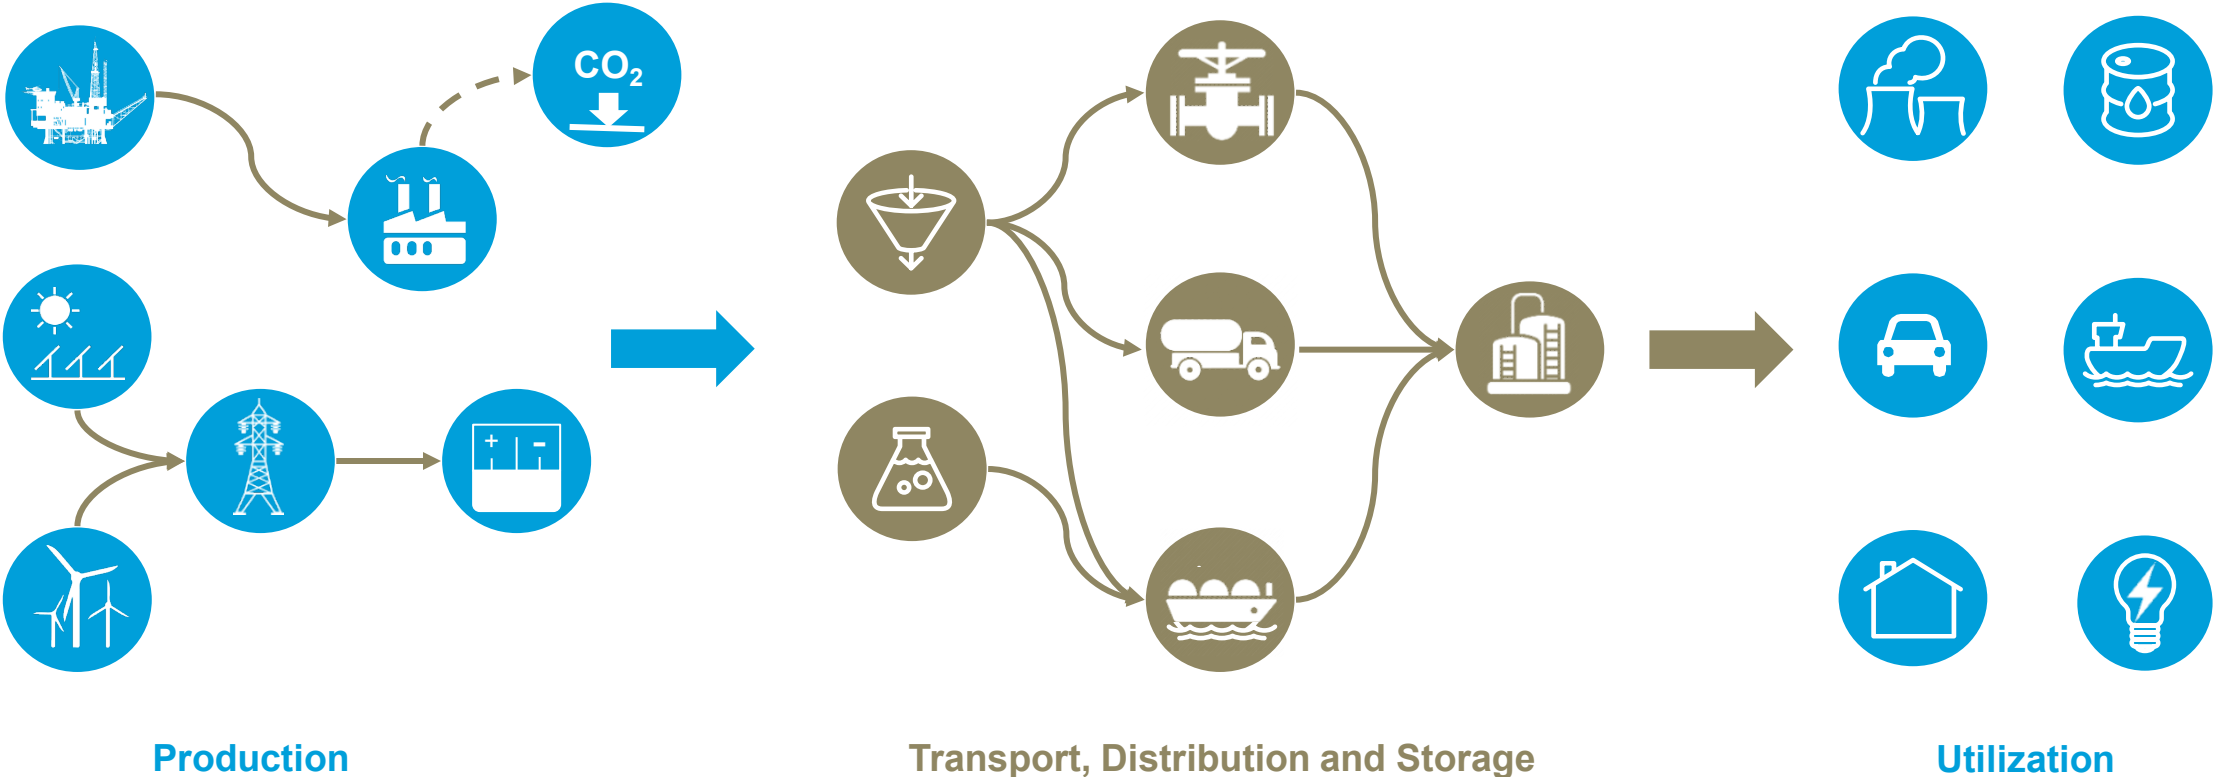 CO₂
+ -
Production
Transport, Distribution and Storage
Utilization